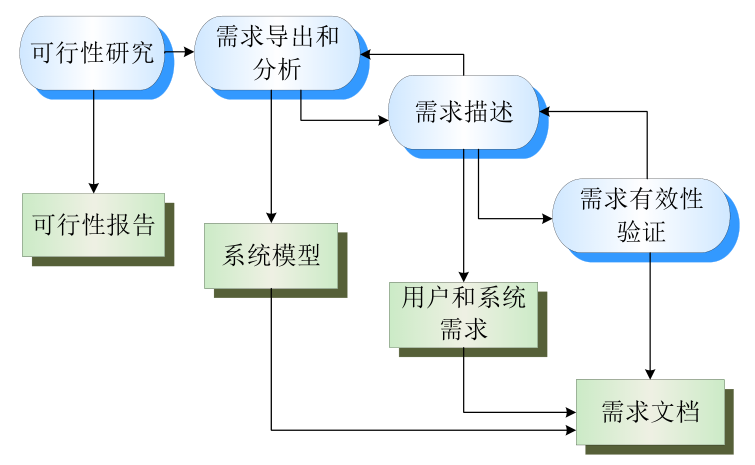 可行性研究
需求导出和
分析
需求描述
需求有效性
验证
可行性报告
系统模型
用户和系统
需求
需求文档